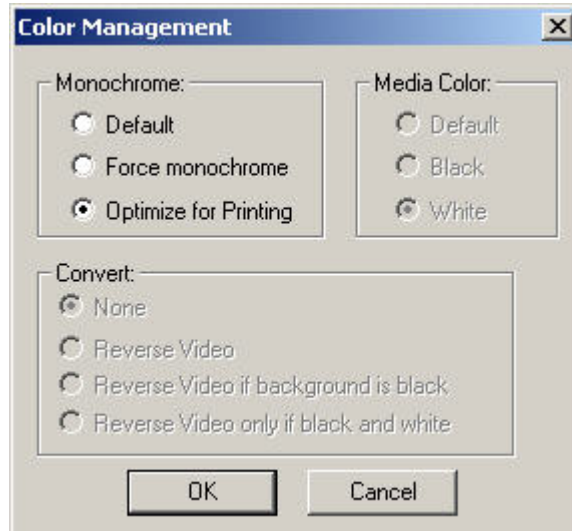 Color Management
Monochrome:
Default
Force monochrome
Optimize for Printing
Media Color:
Default
Black
White
Convert:
None
Reverse Video
Reverse Video if background is black
Reverse Video only if black and white
OK
Cancel